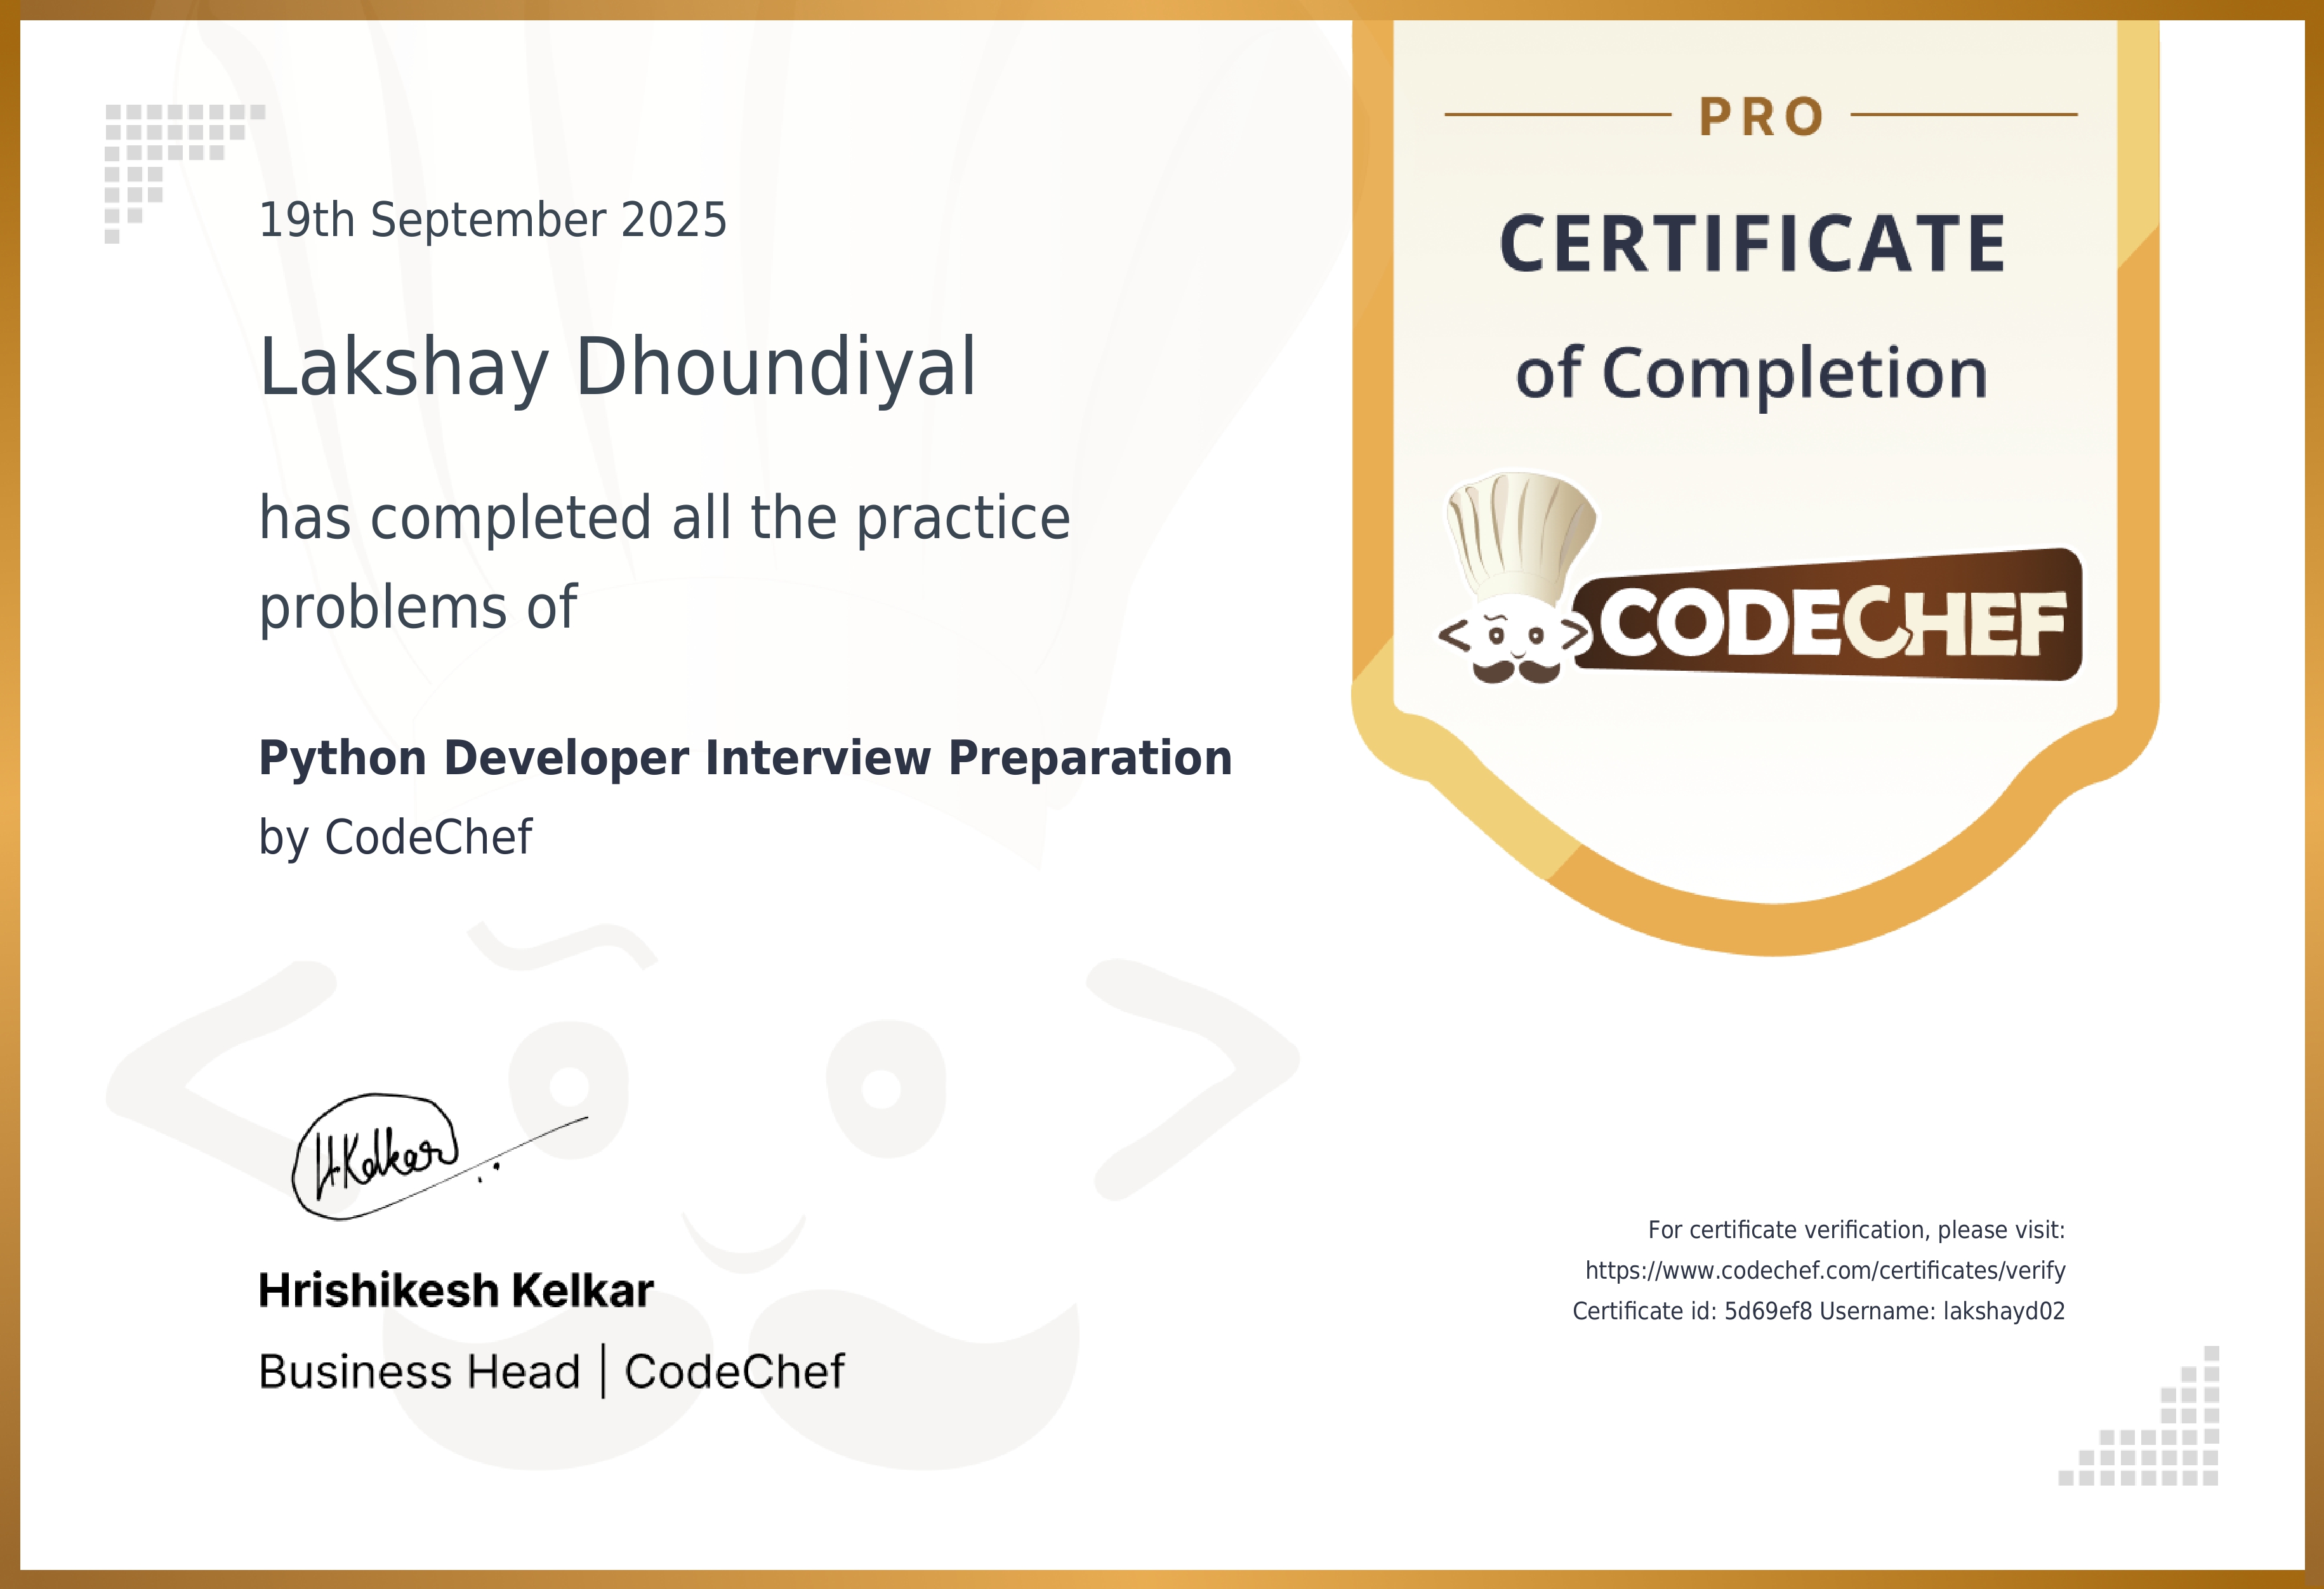 19th September 2025
Lakshay Dhoundiyal
has completed all the practice
problems of
Python Developer Interview Preparation
by CodeChef
HKelkar
Hrishikesh Kelkar
Business Head | CodeChef
PRO
CERTIFICATE
of Completion
CODECHEF
For certificate verification, please visit:
https://www.codechef.com/certificates/verify
Certificate id: 5d69ef8 Username: lakshayd02